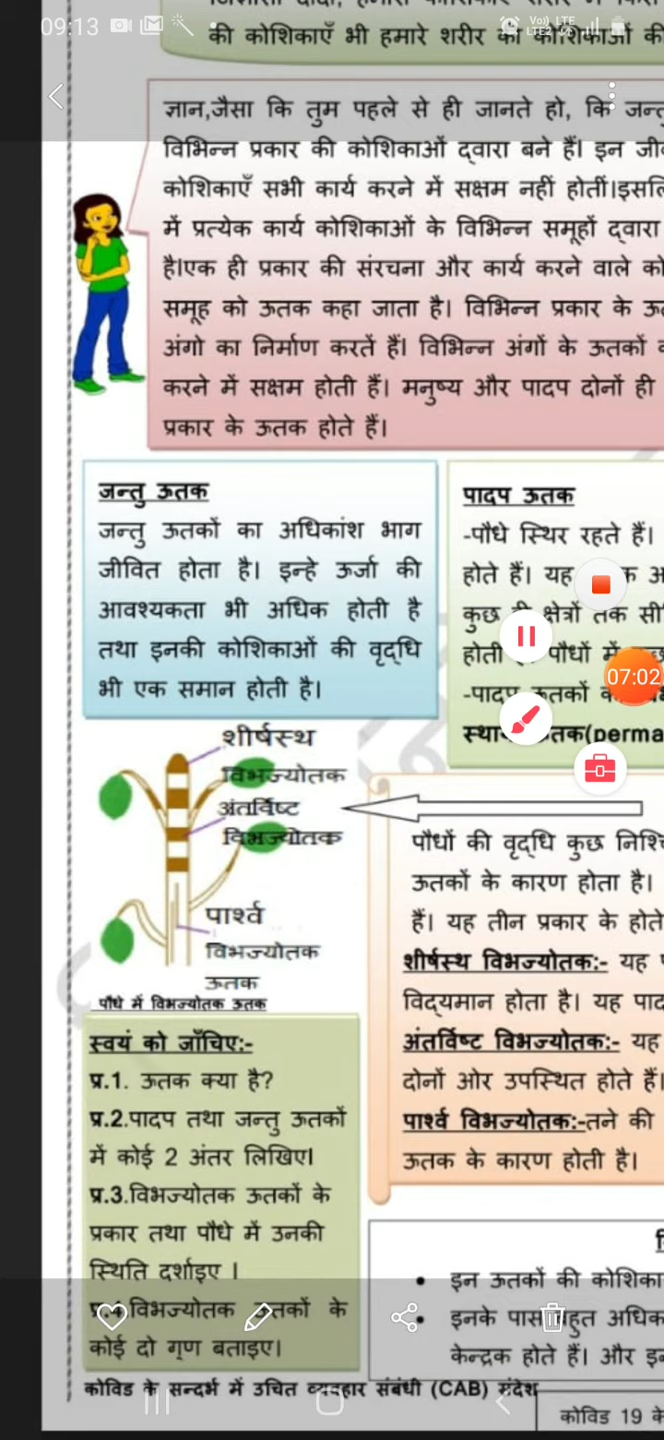 09:13
Vo) LTE
LTE2
की कोशिकाएँ भी हमारे शरीर की कोशिकाओं की
ज्ञान,जैसा कि तुम पहले से ही जानते हो, कि
विभिन्न प्रकार की कोशिकाओं द्वारा बने हैं। इन
कोशिकाएँ सभी कार्य करने में सक्षम नहीं होतीं।
में प्रत्येक कार्य कोशिकाओं के विभिन्न समूहों द्वारा
है।एक ही प्रकार की संरचना और कार्य करने वाले
समूह को ऊतक कहा जाता है। विभिन्न प्रकार के
अंगो का निर्माण करतें हैं। विभिन्न अंगों के ऊतकों
करने में सक्षम होती हैं। मनुष्य और पादप दोनों ही
प्रकार के ऊतक होते हैं।
जन्तु ऊतक
जन्तु ऊतकों का अधिकांश भाग
जीवित होता है। इन्हे ऊर्जा की
आवश्यकता भी अधिक होती है
तथा इनकी कोशिकाओं की वृद्धि
भी एक समान होती है।
पादप ऊतक
-पौधे स्थिर रहते हैं।
होते हैं। यह
कुछ क्षेत्रों तक
होती पौधों
07:02
शीर्षस्थ
विभज्योतक
अंतर्विष्ट
विभज्योतक
पार्श्व
विभज्योतक
ऊतक
पौधे में विभज्योतक ऊतक
पौधों की वृद्धि कुछ
ऊतकों के कारण होता है।
हैं। यह तीन प्रकार के होते
शीर्षस्थ विभज्योतक:- यह
विद्यमान होता है। यह
अंतर्विष्ट विभज्योतक:- यह
दोनों ओर उपस्थित होते हैं।
पार्श्व विभज्योतक:-तने की
ऊतक के कारण होती है।
स्वयं को जाँचिए:-
प्र.1. ऊतक क्या है?
प्र.2.पादप तथा जन्तु ऊतकों
में कोई 2 अंतर लिखिए।
प्र.3.विभज्योतक ऊतकों के
प्रकार तथा पौधे में उनकी
स्थिति दर्शाइए ।
प्र.4.विभज्योतक ऊतकों के
कोई दो गुण बताइए।
इन ऊतकों की
इनके पास बहुत
केन्द्रक होते हैं। और
कोविड के सन्दर्भ में उचित व्यवहार संबंधी (CAB) संदेश
कोविड 19 के